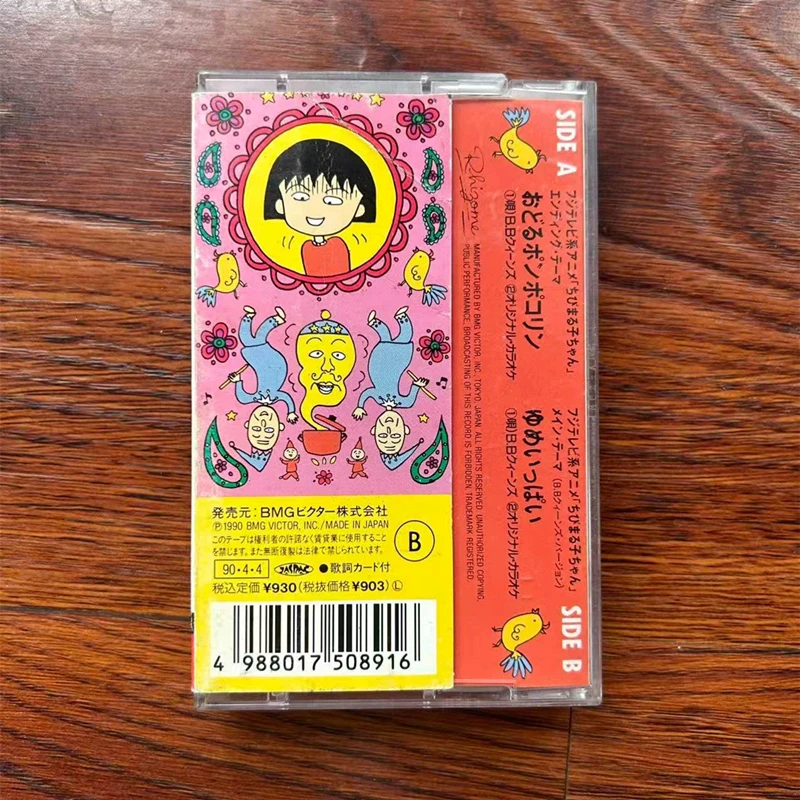 SIDE A
フジテレビ系アニメ「ちびまる子ちゃん」
エンディング・テーマ
おどるポンポコリン
①唄)B.Bクィーンズ ②オリジナル・カラオケ
フジテレビ系アニメ「ちびまる子ちゃん」
メイン・テーマ (B.B.クィーンズ・バージョン)
ゆめいっぱい
①唄)B.Bクィーンズ ②オリジナル・カラオケ
SIDE B
Rhizome
MANUFACTURED BY BMG VICTOR, INC. TOKYO, JAPAN. ALL RIGHTS RESERVED. UNAUTHORIZED COPYING,
PUBLIC PERFORMANCE, BROADCASTING OF THIS RECORD IS FORBIDDEN. TRADEMARK REGISTERED.
発売元:BMGビクター株式会社
Ⓟ1990 BMG VICTOR, INC./MADE IN JAPAN
このテープは権利者の許諾なく賃貸業に使用すること
を禁じます。また無断複製は法律で禁じられています。
B
90・4・4 JASRAC ●歌詞カード付
税込定価¥930(税抜価格¥903)Ⓛ
4 988017 508916